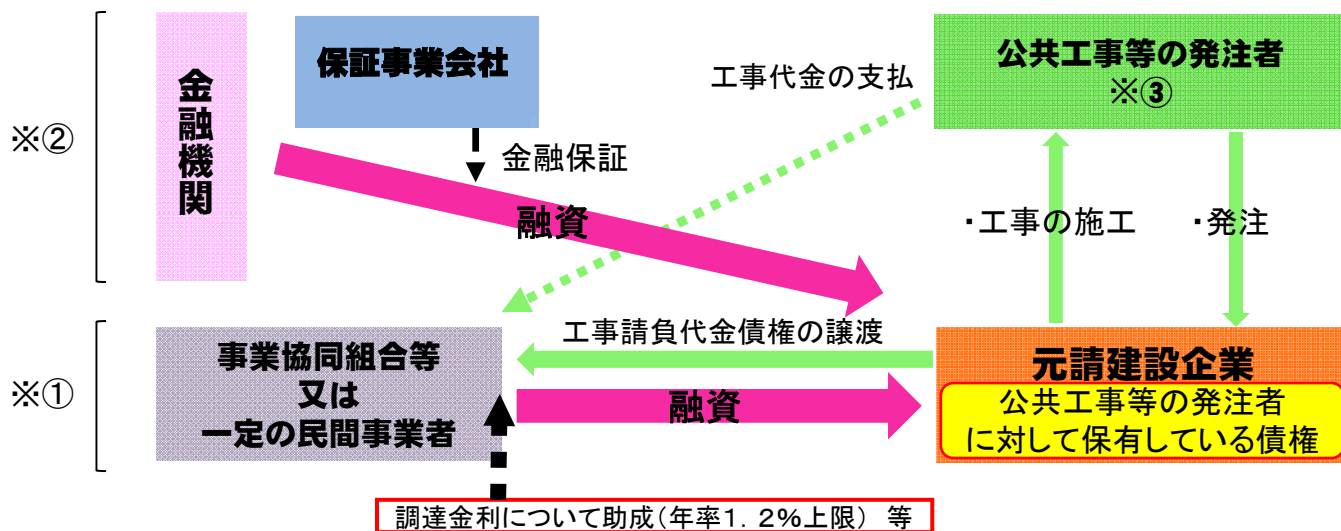 ※②
金融機関
保証事業会社
金融保証
融資
工事代金の支払
公共工事等の発注者
※③
・工事の施工
・発注
※①
事業協同組合等
又は
一定の民間事業者
工事請負代金債権の譲渡
融資
元請建設企業
公共工事等の発注者
に対して保有している債権
調達金利について助成(年率1.2%上限) 等